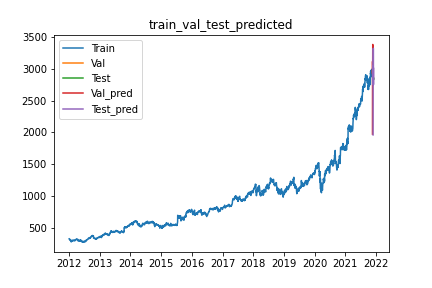 train_val_test_predicted
Train
Val
Test
Val_pred
Test_pred
3500
3000
2500
2000
1500
1000
500
2012 2013 2014 2015 2016 2017 2018 2019 2020 2021 2022